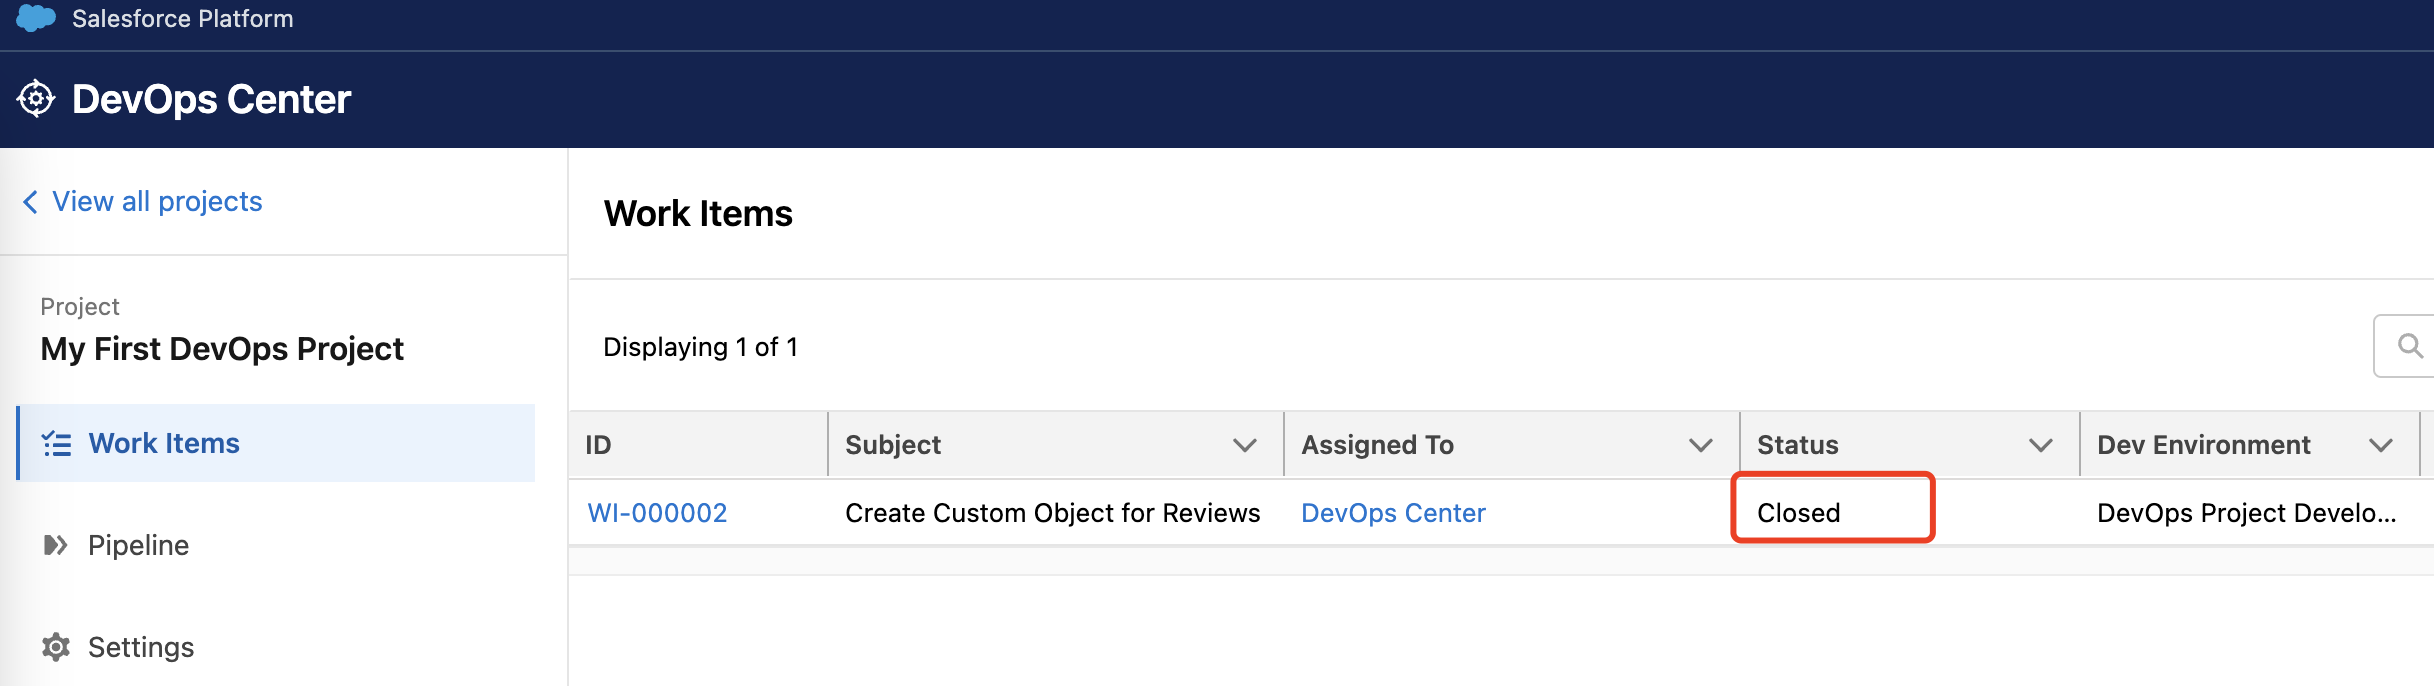 Salesforce Platform
DevOps Center
View all projects
Work Items
Project
My First DevOps Project
Displaying 1 of 1
Work Items
Pipeline
Settings
ID Subject Assigned To Status Dev Environment
WI-000002 Create Custom Object for Reviews DevOps Center Closed DevOps Project Develo...